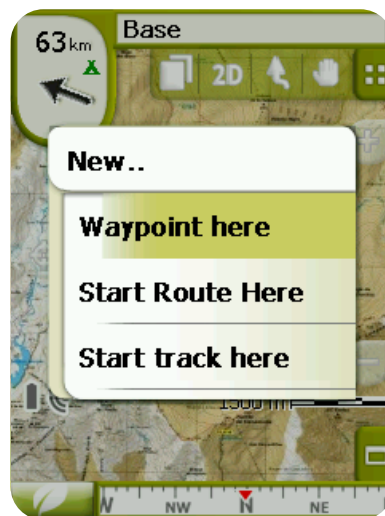 63km
Base
2D
New..
Waypoint here
Start Route Here
Start track here
W NW N NE